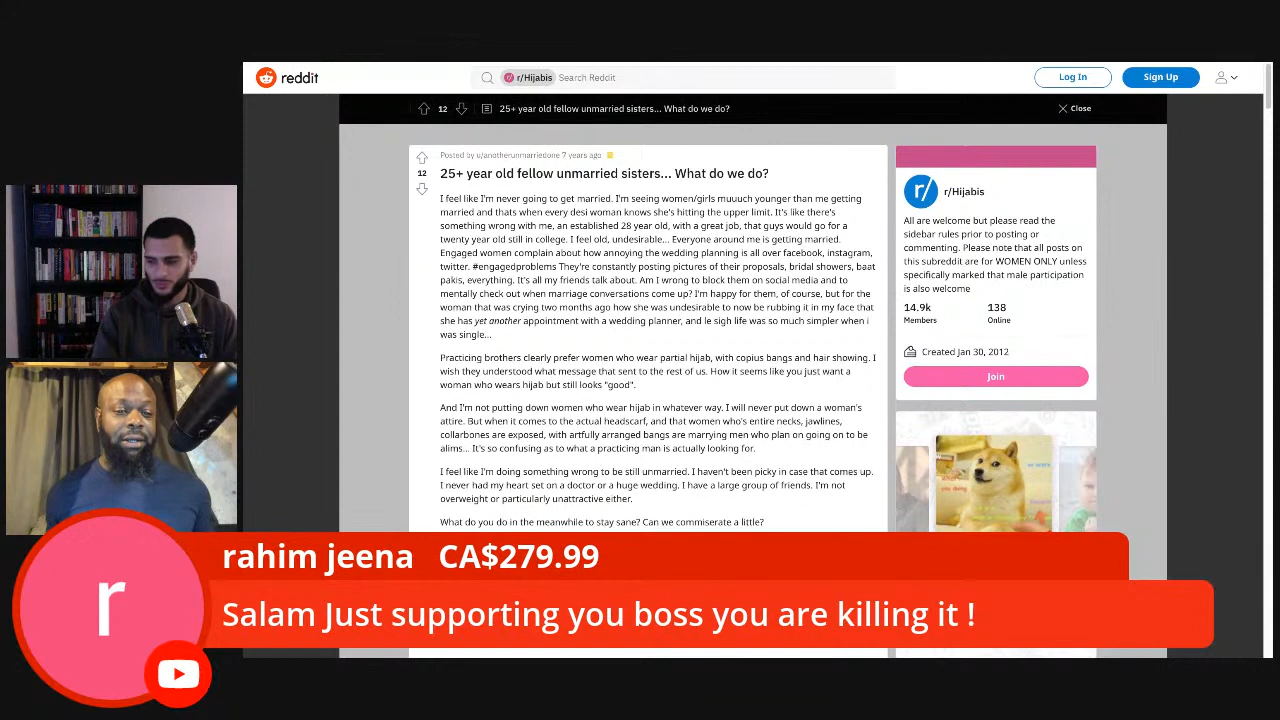 reddit
r/Hijabis Search Reddit
Log In
Sign Up
12
25+ year old fellow unmarried sisters... What do we do?
Close
Posted by u/anotherunmarriedone 7 years ago
12
25+ year old fellow unmarried sisters... What do we do?
I feel like I'm never going to get married. I'm seeing women/girls muuuch younger than me getting
married and thats when every desi woman knows she's hitting the upper limit. It's like there's
something wrong with me, an established 28 year old, with a great job, that guys would go for a
twenty year old still in college. I feel old, undesirable... Everyone around me is getting married.
Engaged women complain about how annoying the wedding planning is all over facebook, instagram,
twitter. #engagedproblems They're constantly posting pictures of their proposals, bridal showers, baat
pakis, everything. It's all my friends talk about. Am I wrong to block them on social media and to
mentally check out when marriage conversations come up? I'm happy for them, of course, but for the
woman that was crying two months ago how she was undesirable to now be rubbing it in my face that
she has yet another appointment with a wedding planner, and le sigh life was so much simpler when i
was single...
Practicing brothers clearly prefer women who wear partial hijab, with copius bangs and hair showing. I
wish they understood what message that sent to the rest of us. How it seems like you just want a
woman who wears hijab but still looks "good".
And I'm not putting down women who wear hijab in whatever way. I will never put down a woman's
attire. But when it comes to the actual headscarf, and that women who's entire necks, jawlines,
collarbones are exposed, with artfully arranged bangs are marrying men who plan on going on to be
alims... It's so confusing as to what a practicing man is actually looking for.
I feel like I'm doing something wrong to be still unmarried. I haven't been picky in case that comes up.
I never had my heart set on a doctor or a huge wedding. I have a large group of friends. I'm not
overweight or particularly unattractive either.
What do you do in the meanwhile to stay sane? Can we commiserate a little?
r/Hijabis
All are welcome but please read the
sidebar rules prior to posting or
commenting. Please note that all posts on
this subreddit are for WOMEN ONLY unless
specifically marked that male participation
is also welcome
14.9k 138
Members Online
Created Jan 30, 2012
Join
r
rahim jeena CA$279.99
Salam Just supporting you boss you are killing it !